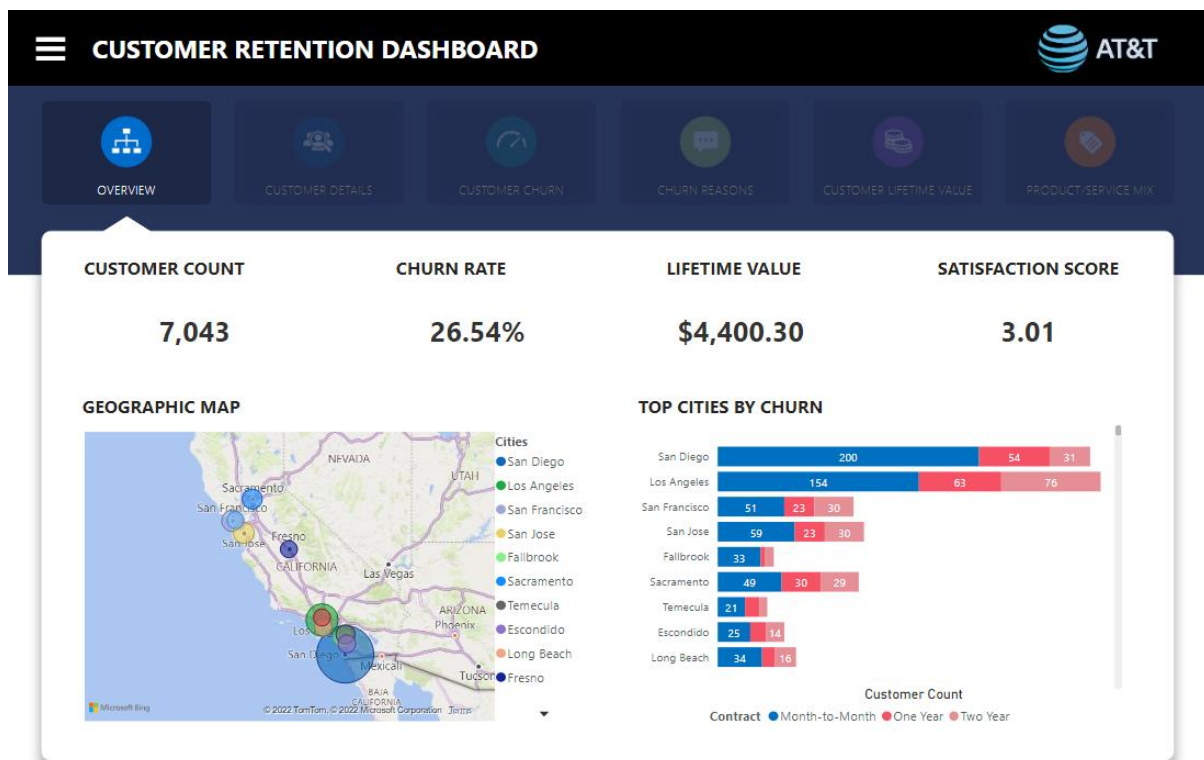 CUSTOMER RETENTION DASHBOARD
AT&T
OVERVIEW
CUSTOMER DETAILS
CUSTOMER CHURN
CHURN REASONS
CUSTOMER LIFETIME VALUE
PRODUCT/SERVICE MIX
CUSTOMER COUNT
CHURN RATE
LIFETIME VALUE
SATISFACTION SCORE
7,043
26.54%
$4,400.30
3.01
GEOGRAPHIC MAP
NEVADA
UTAH
Sacramento
San Francisco
San Jose
Fresno
CALIFORNIA
Las Vegas
ARIZONA
Phoenix
Los
San Diego
Mexicali
Tucson
BAJA
CALIFORNIA
Microsoft Bing
© 2022 TomTom, © 2022 Microsoft Corporation Terms
Cities
San Diego
Los Angeles
San Francisco
San Jose
Fallbrook
Sacramento
Temecula
Escondido
Long Beach
Fresno
TOP CITIES BY CHURN
San Diego 200 54 31
Los Angeles 154 63 76
San Francisco 51 23 30
San Jose 59 23 30
Fallbrook 33
Sacramento 49 30 29
Temecula 21
Escondido 25 14
Long Beach 34 16
Customer Count
Contract Month-to-Month One Year Two Year